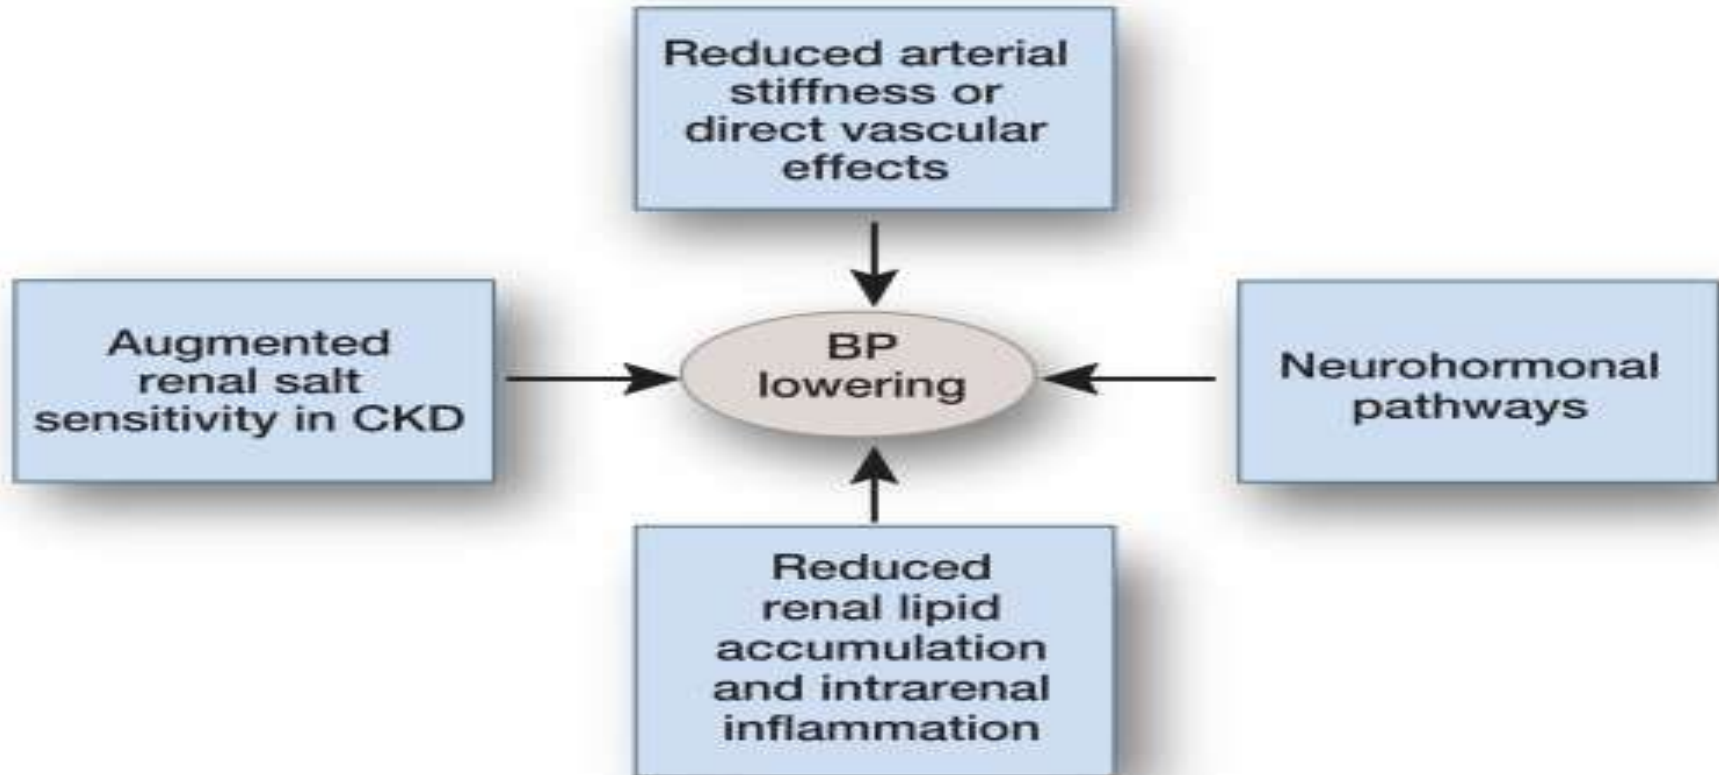 Reduced arterial
stiffness or
direct vascular
effects
Augmented
renal salt
sensitivity in CKD
BP
lowering
Neurohormonal
pathways
Reduced
renal lipid
accumulation
and intrarenal
inflammation